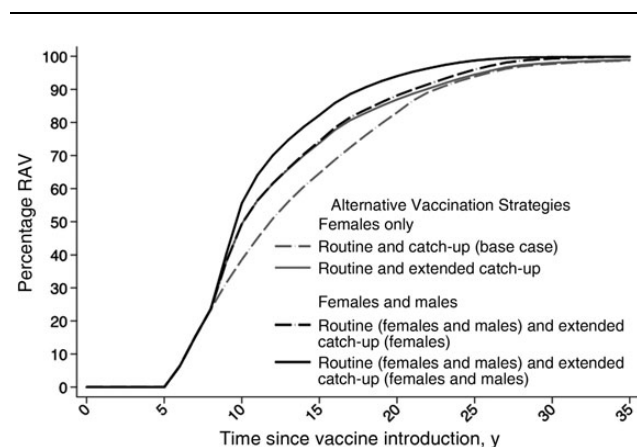 100
90
80
70
60
50
40
30
20
10
0
Percentage RAV
Alternative Vaccination Strategies
Females only
Routine and catch-up (base case)
Routine and extended catch-up
Females and males
Routine (females and males) and extended
catch-up (females)
Routine (females and males) and extended
catch-up (females and males)
0 5 10 15 20 25 30 35
Time since vaccine introduction, y